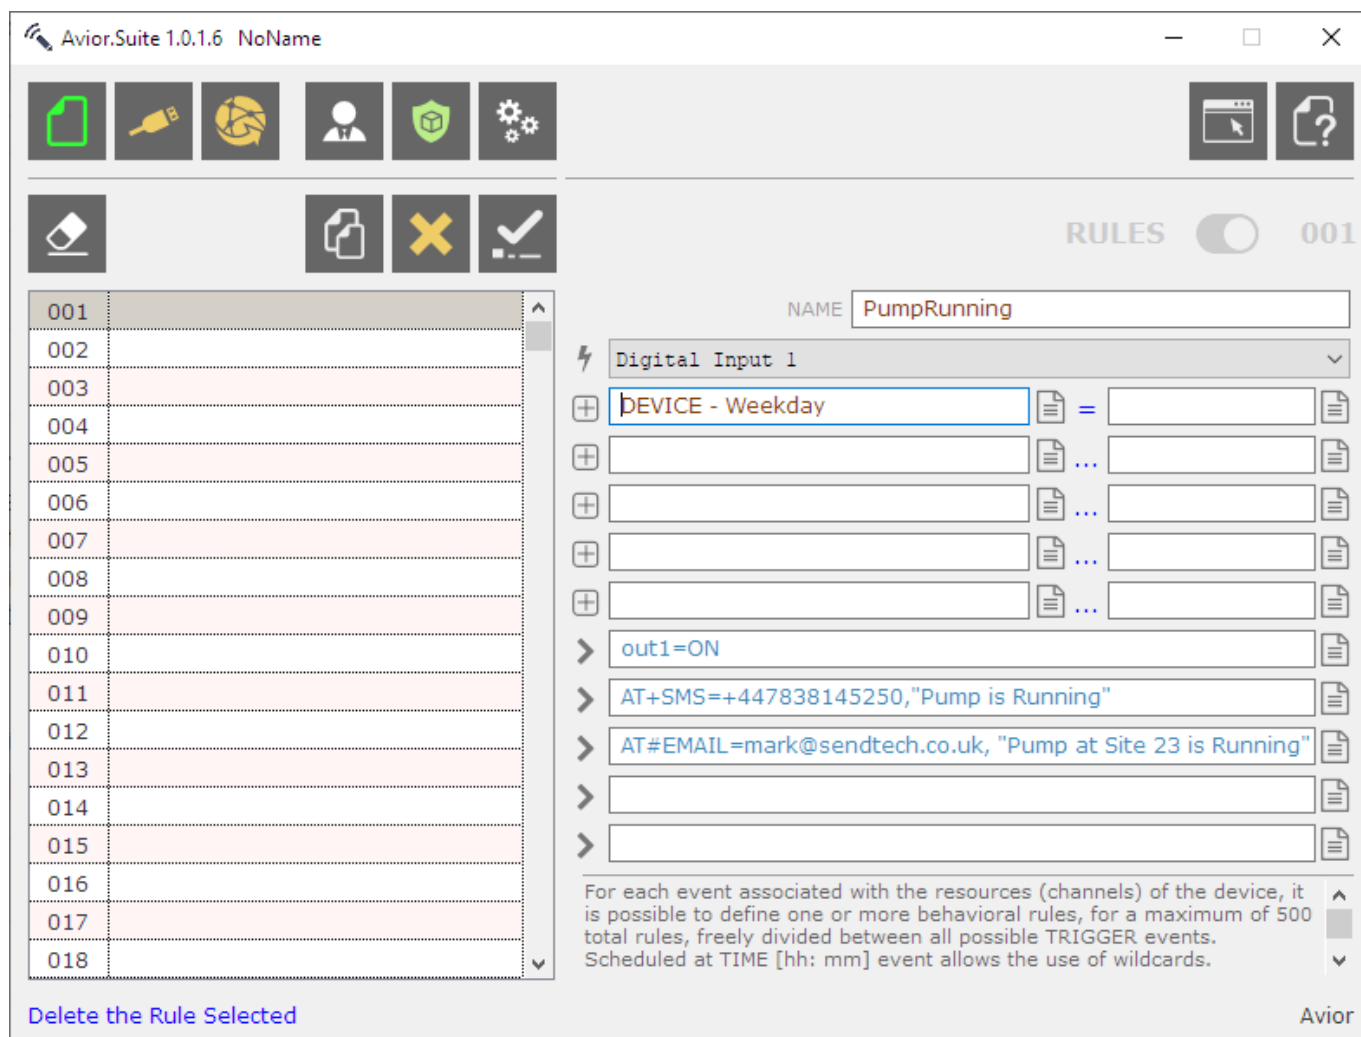 Avior.Suite 1.0.1.6 NoName
RULES 001
001
002
003
004
005
006
007
008
009
010
011
012
013
014
015
016
017
018
NAME PumpRunning
Digital Input 1
DEVICE - Weekday =
...
...
...
...
out1=ON
AT+SMS=+447838145250,"Pump is Running"
AT#EMAIL=mark@sendtech.co.uk, "Pump at Site 23 is Running"
For each event associated with the resources (channels) of the device, it
is possible to define one or more behavioral rules, for a maximum of 500
total rules, freely divided between all possible TRIGGER events.
Scheduled at TIME [hh: mm] event allows the use of wildcards.
Delete the Rule Selected
Avior